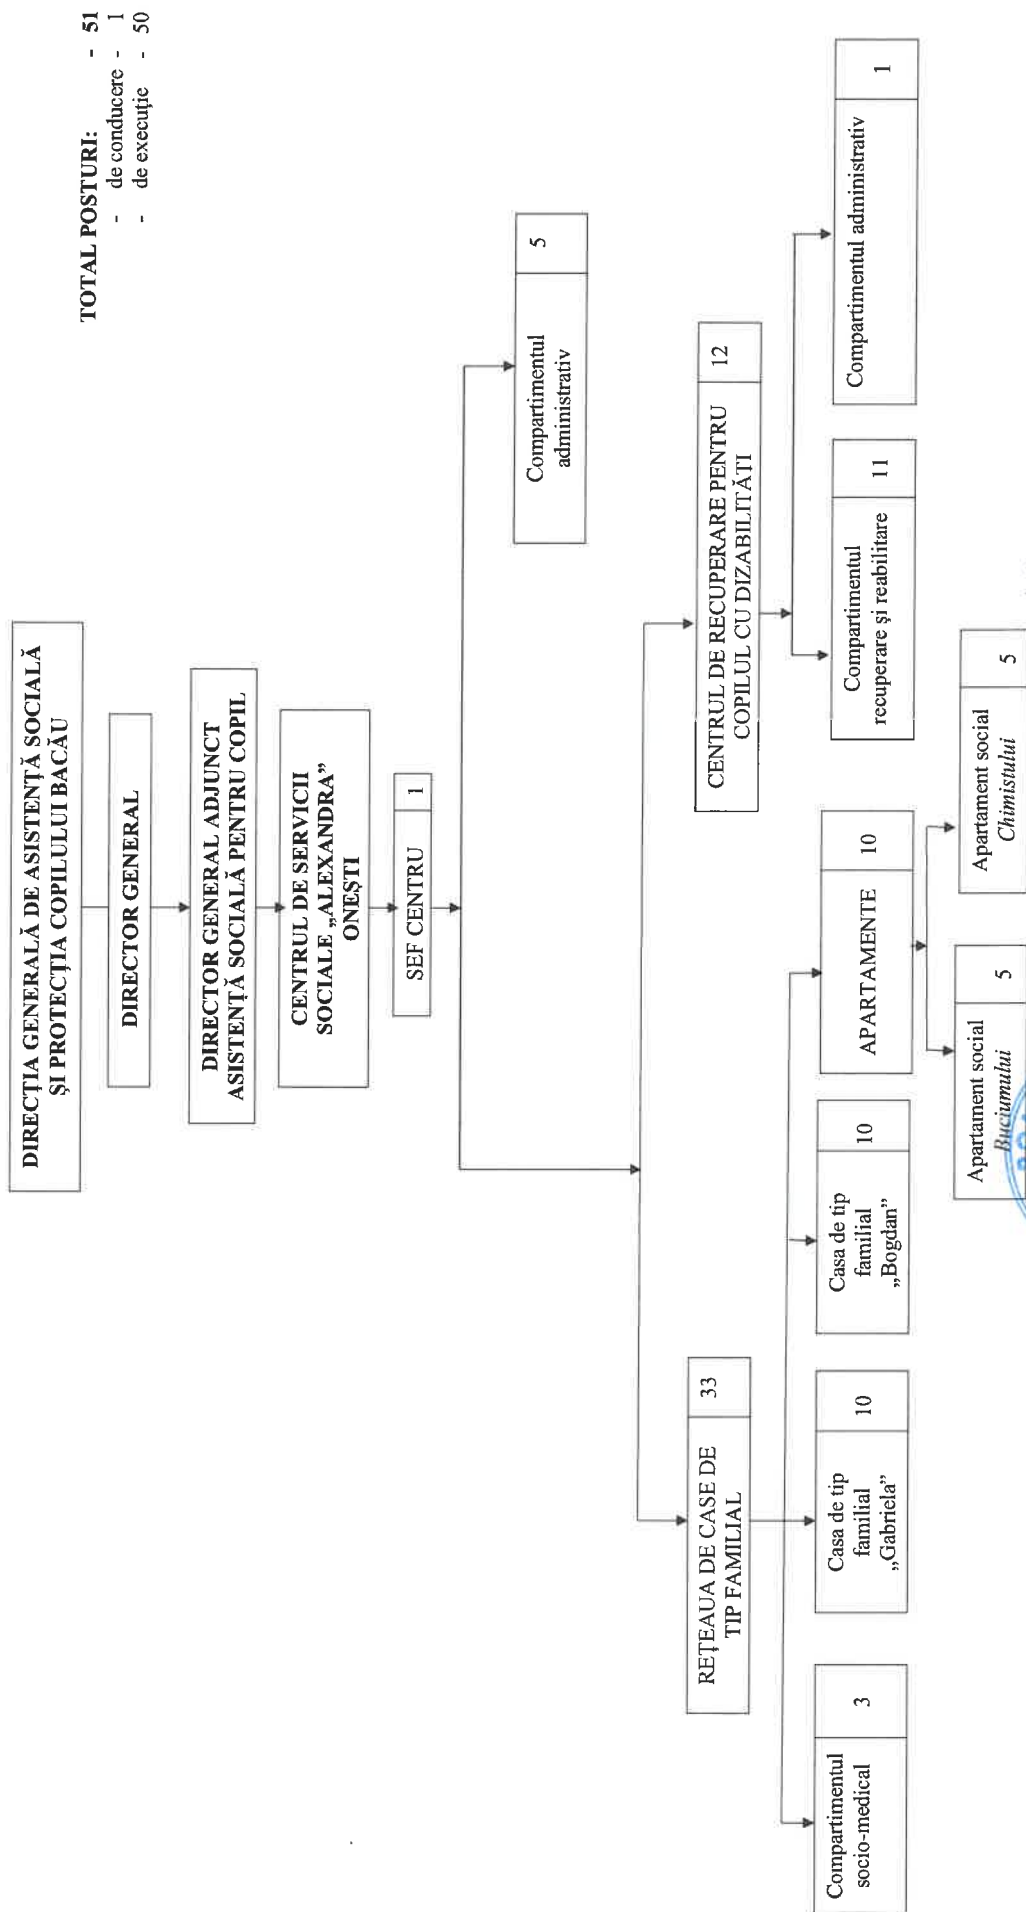 TOTAL POSTURI: - 51
- de conducere - 1
- de execuție - 50
DIRECȚIA GENERALĂ DE ASISTENȚĂ SOCIALĂ
ȘI PROTECȚIA COPILULUI BACĂU
DIRECTOR GENERAL
DIRECTOR GENERAL ADJUNCT
ASISTENȚĂ SOCIALĂ PENTRU COPIL
CENTRUL DE SERVICII
SOCIALE „ALEXANDRA”
ONEȘTI
SEF CENTRU 1
Compartimentul
administrativ
5
REȚEAUA DE CASE DE
TIP FAMILIAL
33
CENTRUL DE RECUPERARE PENTRU
COPILUL CU DIZABILITĂTI
12
Compartimentul
socio-medical
3
Casa de tip
familial
„Gabriela”
10
Casa de tip
familial
„Bogdan”
10
APARTAMENTE 10
Compartimentul
recuperare și reabilitare
11
Compartimentul administrativ 1
Apartament social
Buciumului
5
Apartament social
Chimistului
5